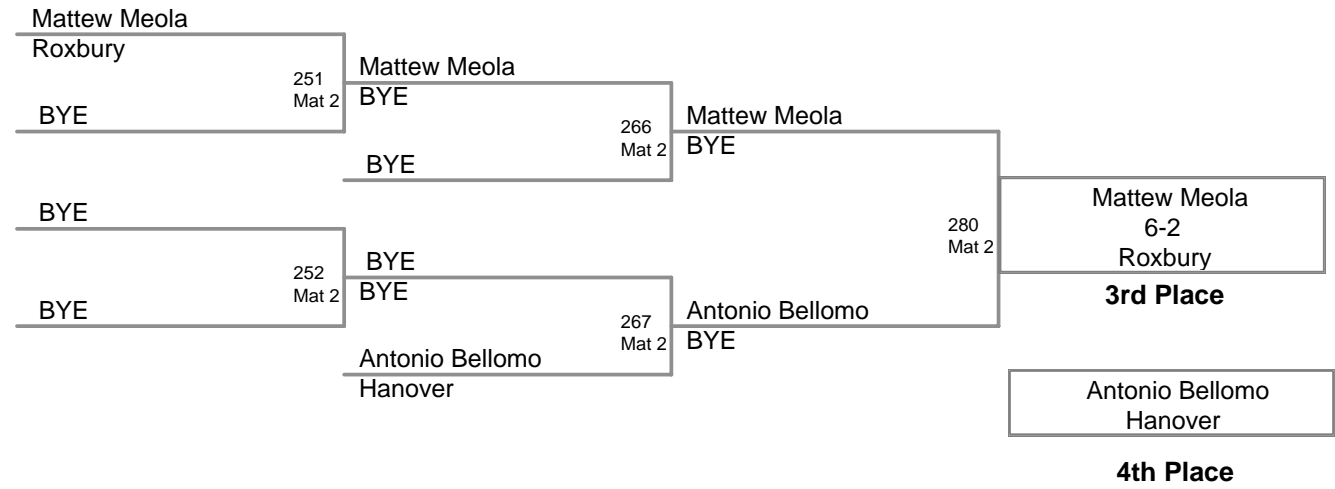 Mattew Meola
Roxbury
251
Mat 2
BYE
Mattew Meola
BYE
266
Mat 2
BYE
Mattew Meola
BYE
BYE
252
Mat 2
BYE
BYE
BYE
267
Mat 2
Antonio Bellomo
Hanover
Antonio Bellomo
BYE
280
Mat 2
Mattew Meola
6-2
Roxbury
3rd Place
Antonio Bellomo
Hanover
4th Place